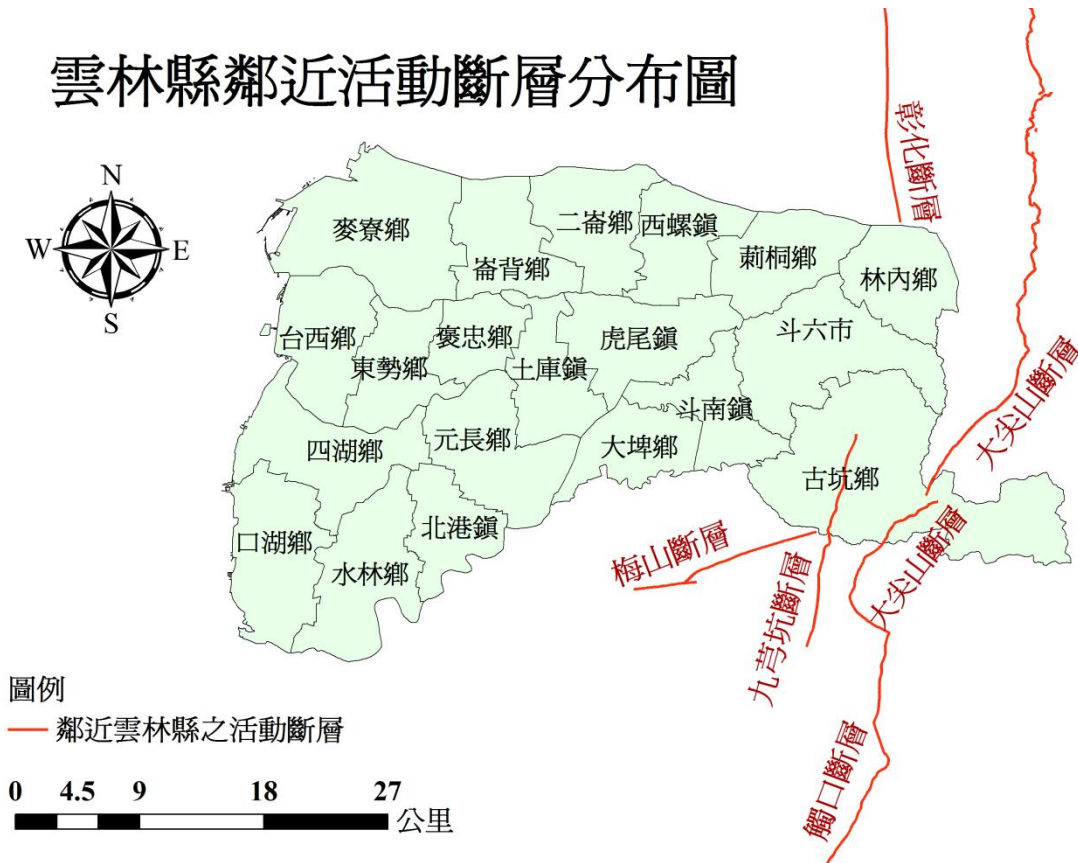 雲林縣鄰近活動斷層分布圖
N
W
E
S
彰化斷層
麥寮鄉
崙背鄉
二崙鄉
西螺鎮
莿桐鄉
林內鄉
台西鄉
東勢鄉
褒忠鄉
土庫鎮
虎尾鎮
斗六市
斗南鎮
大尖山斷層
四湖鄉
元長鄉
大埤鄉
古坑鄉
口湖鄉
水林鄉
北港鎮
梅山斷層
九芎坑斷層
大尖山斷層
觸口斷層
圖例
鄰近雲林縣之活動斷層
0 4.5 9 18 27
公里